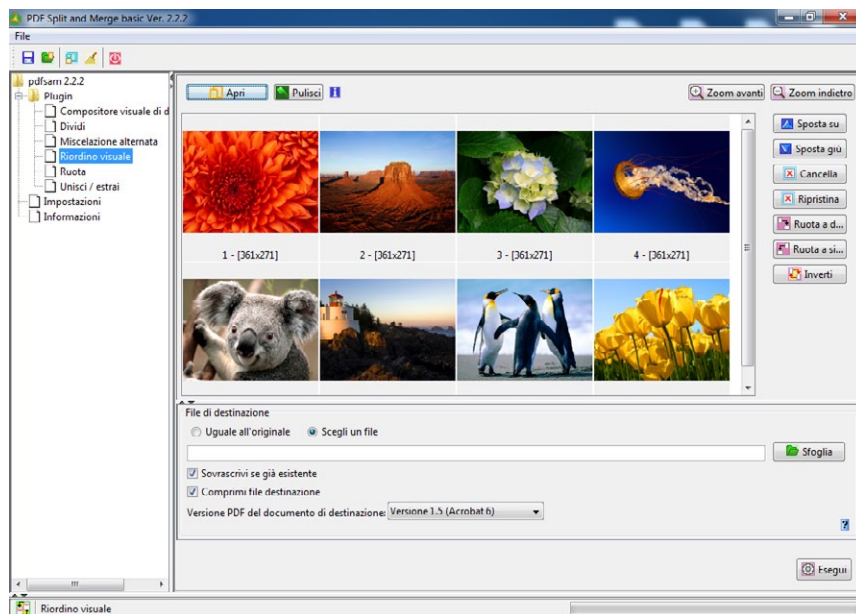 PDF Split and Merge basic Ver. 2.2.2
File
pdfsam 2.2.2
Plugin
Compositore visuale di d
Dividi
Miscelazione alternata
Riordino visuale
Ruota
Unisci / estrai
Impostazioni
Informazioni
Apri
Pulisci
Zoom avanti
Zoom indietro
1 - [361x271]
2 - [361x271]
3 - [361x271]
4 - [361x271]
Sposta su
Sposta giù
Cancella
Ripristina
Ruota a d...
Ruota a si...
Inverti
File di destinazione
Uguale all'originale
Scegli un file
Sfoglia
Sovrascrivi se già esistente
Comprimi file destinazione
Versione PDF del documento di destinazione: Versione 1.5 (Acrobat 6)
Esegui
Riordino visuale